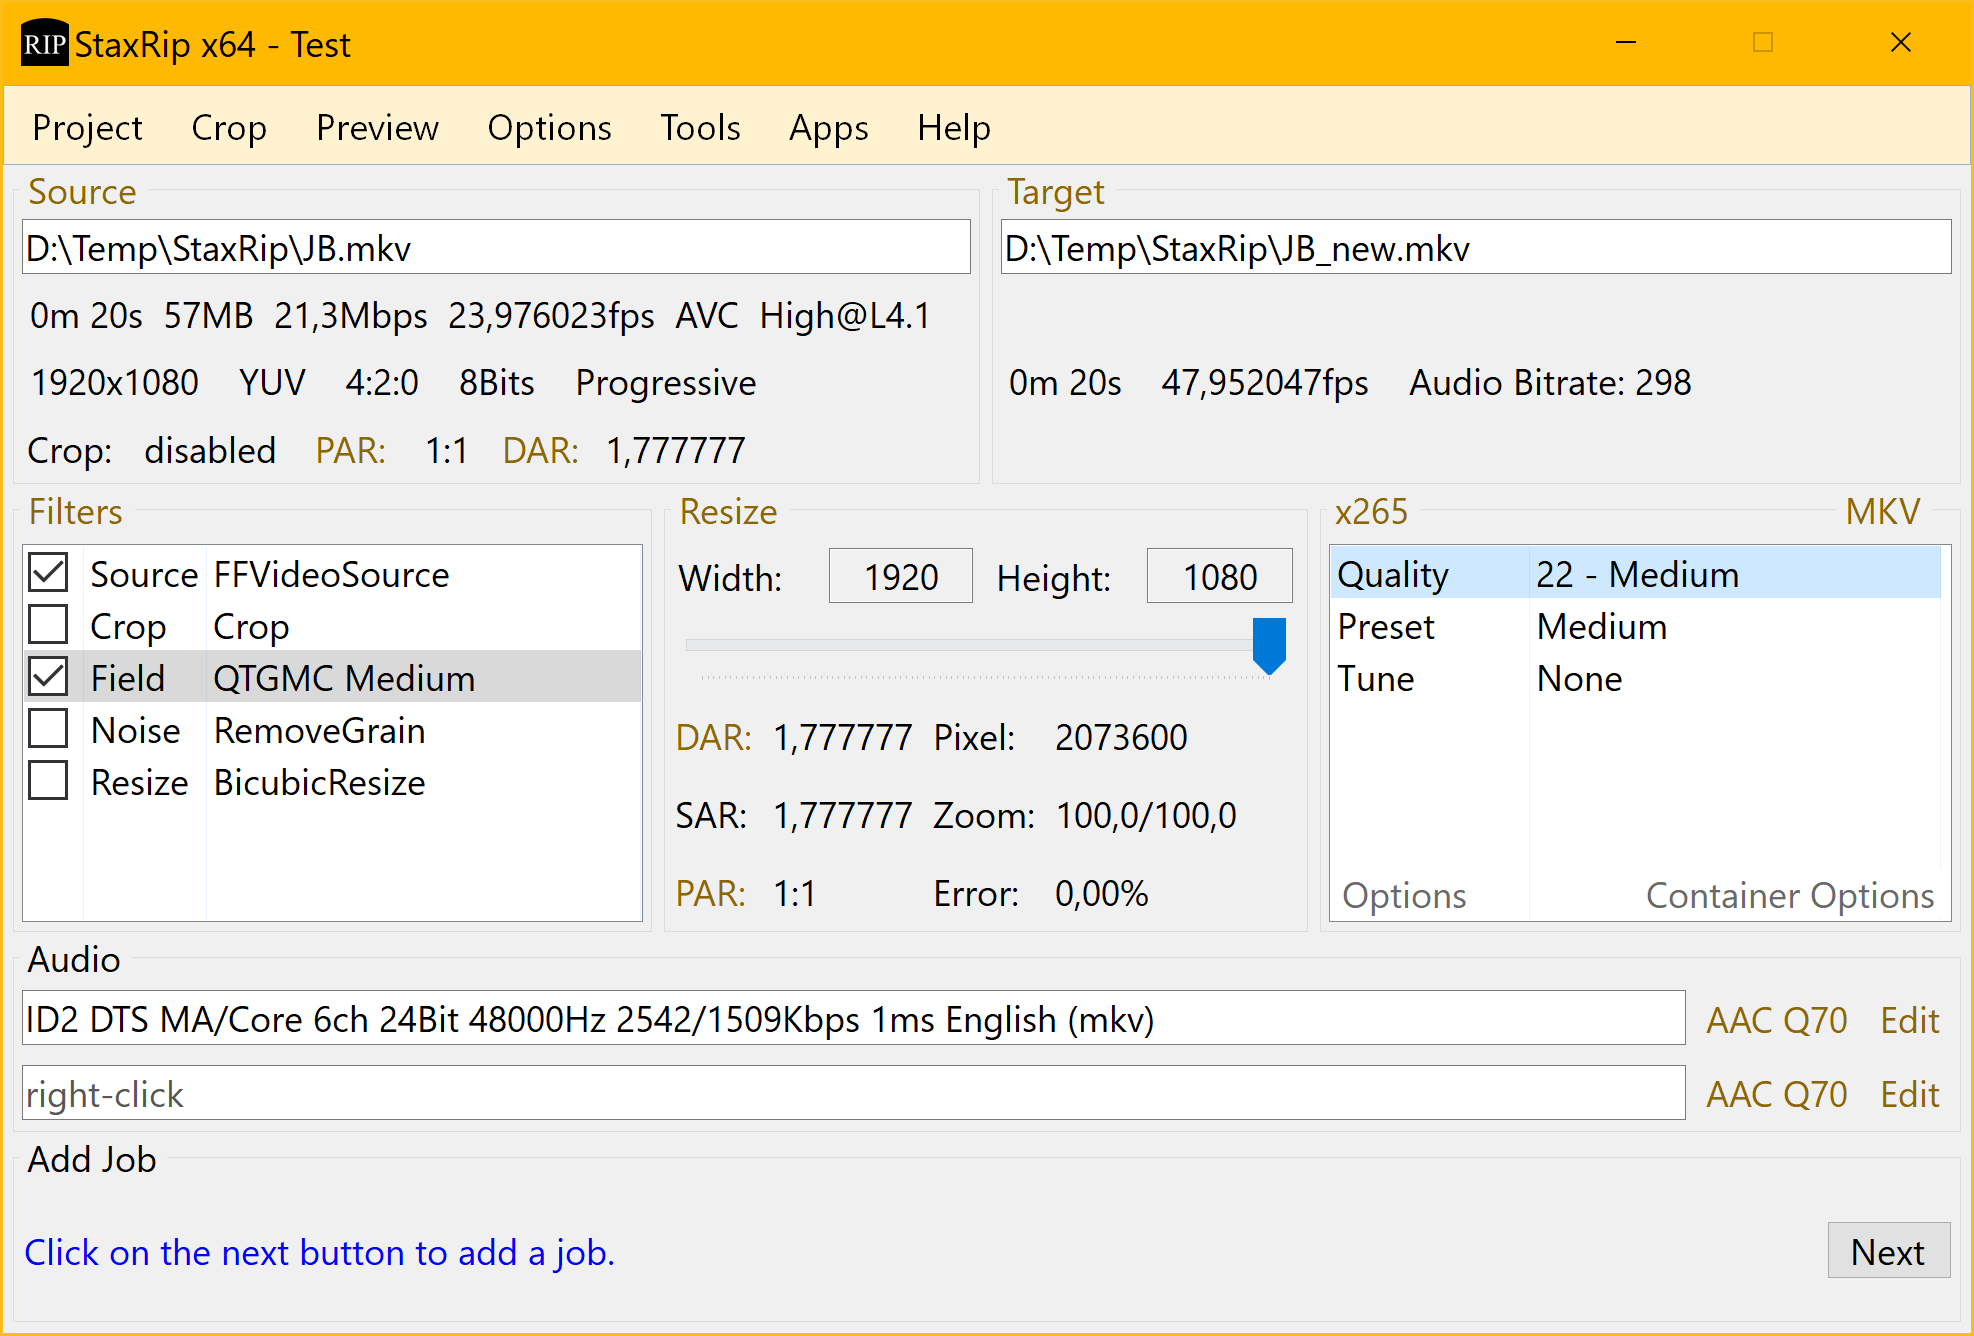 RIP StaxRip x64 - Test
Project Crop Preview Options Tools Apps Help
Source
D:\Temp\StaxRip\JB.mkv
0m 20s 57MB 21,3Mbps 23,976023fps AVC High@L4.1
1920x1080 YUV 4:2:0 8Bits Progressive
Crop: disabled PAR: 1:1 DAR: 1,777777
Target
D:\Temp\StaxRip\JB_new.mkv
0m 20s 47,952047fps Audio Bitrate: 298
Filters
Source FFVideoSource
Crop Crop
Field QTGMC Medium
Noise RemoveGrain
Resize BicubicResize
Resize
Width: 1920 Height: 1080
DAR: 1,777777 Pixel: 2073600
SAR: 1,777777 Zoom: 100,0/100,0
PAR: 1:1 Error: 0,00%
x265 MKV
Quality 22 - Medium
Preset Medium
Tune None
Options Container Options
Audio
ID2 DTS MA/Core 6ch 24Bit 48000Hz 2542/1509Kbps 1ms English (mkv) AAC Q70 Edit
right-click AAC Q70 Edit
Add Job
Click on the next button to add a job. Next